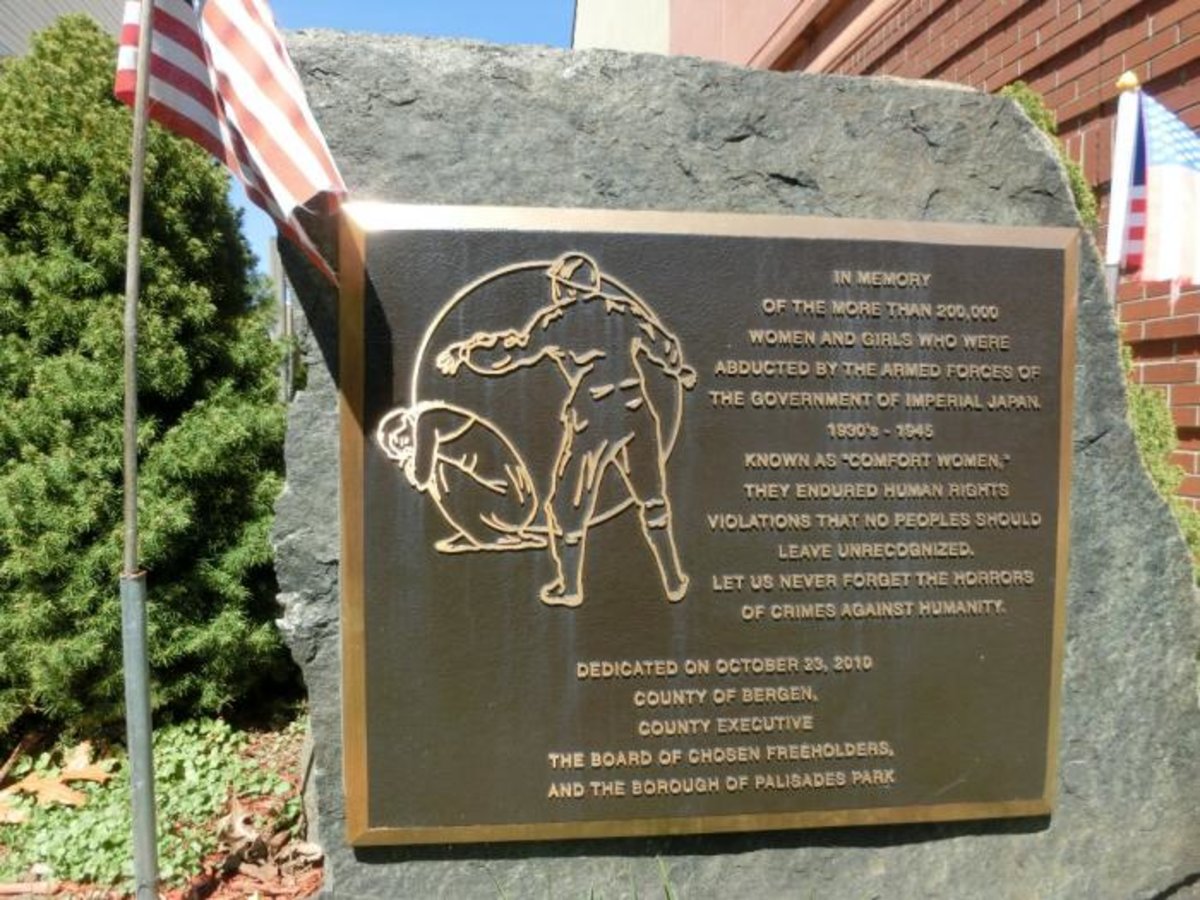 IN MEMORY
OF THE MORE THAN 200,000
WOMEN AND GIRLS WHO WERE
ABDUCTED BY THE ARMED FORCES OF
THE GOVERNMENT OF IMPERIAL JAPAN.
1930's - 1945
KNOWN AS "COMFORT WOMEN,"
THEY ENDURED HUMAN RIGHTS
VIOLATIONS THAT NO PEOPLES SHOULD
LEAVE UNRECOGNIZED.
LET US NEVER FORGET THE HORRORS
OF CRIMES AGAINST HUMANITY.
DEDICATED ON OCTOBER 23, 2010
COUNTY OF BERGEN,
COUNTY EXECUTIVE
THE BOARD OF CHOSEN FREEHOLDERS,
AND THE BOROUGH OF PALISADES PARK